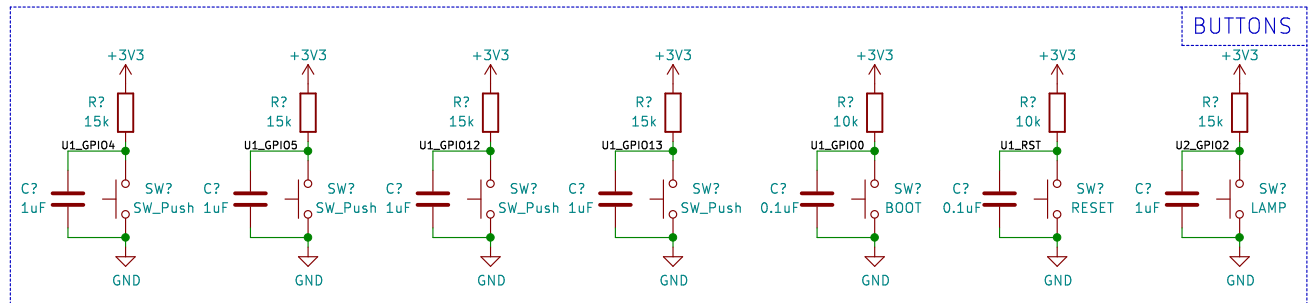 BUTTONS
+3V3 +3V3 +3V3 +3V3 +3V3 +3V3 +3V3
R? R? R? R? R? R? R?
15k 15k 15k 15k 10k 10k 15k
U1_GPIO4 U1_GPIO5 U1_GPIO12 U1_GPIO13 U1_GPIO0 U1_RST U2_GPIO2
C? SW? C? SW? C? SW? C? SW? C? SW? C? SW? C? SW?
1uF SW_Push 1uF SW_Push 1uF SW_Push 1uF SW_Push 0.1uF BOOT 0.1uF RESET 1uF LAMP
GND GND GND GND GND GND GND